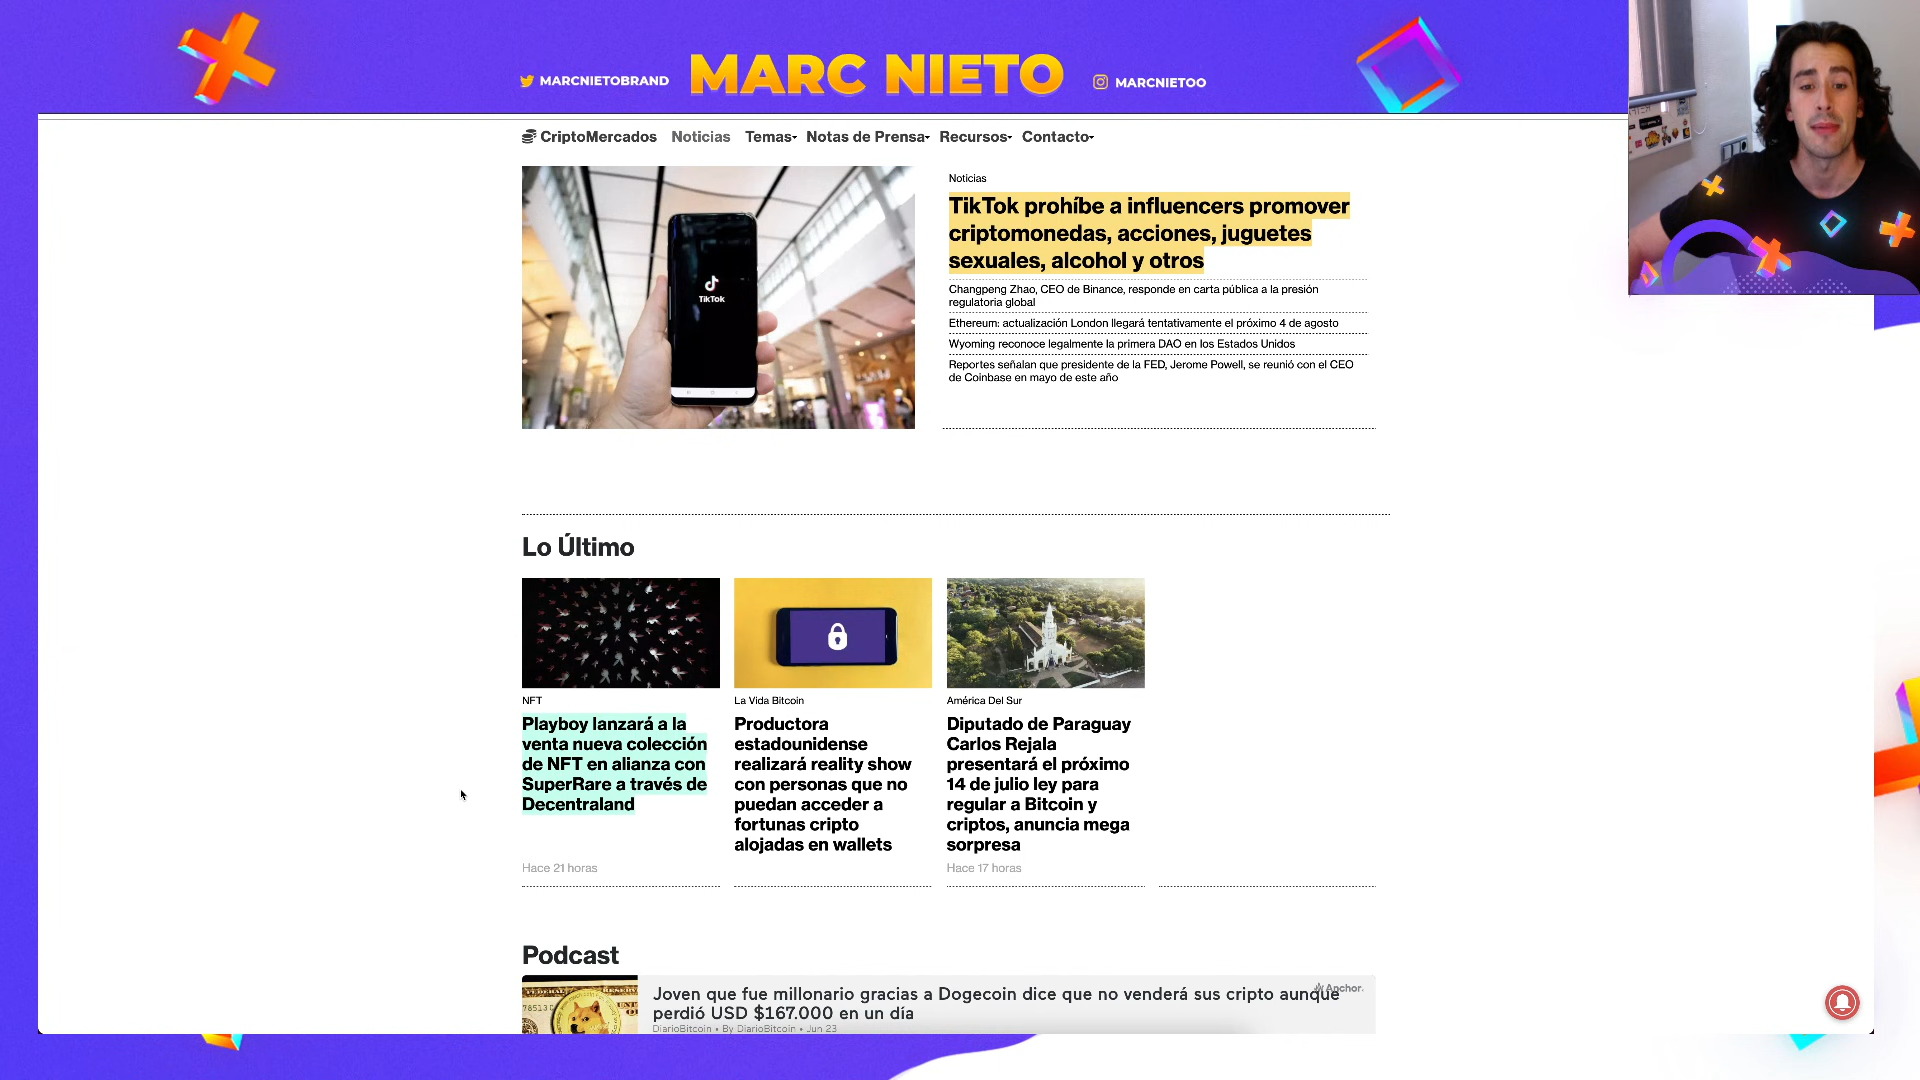 MARCNIETOBRAND
MARC NIETO
MARCNIETOO
CriptoMercados Noticias Temas Notas de Prensa Recursos Contacto
TikTok
Noticias
TikTok prohíbe a influencers promover
criptomonedas, acciones, juguetes
sexuales, alcohol y otros
Changpeng Zhao, CEO de Binance, responde en carta pública a la presión
regulatoria global
Ethereum: actualización London llegará tentativamente el próximo 4 de agosto
Wyoming reconoce legalmente la primera DAO en los Estados Unidos
Reportes señalan que presidente de la FED, Jerome Powell, se reunió con el CEO
de Coinbase en mayo de este año
Lo Último
NFT
Playboy lanzará a la
venta nueva colección
de NFT en alianza con
SuperRare a través de
Decentraland
Hace 21 horas
La Vida Bitcoin
Productora
estadounidense
realizará reality show
con personas que no
puedan acceder a
fortunas cripto
alojadas en wallets
América Del Sur
Diputado de Paraguay
Carlos Rejala
presentará el próximo
14 de julio ley para
regular a Bitcoin y
criptos, anuncia mega
sorpresa
Hace 17 horas
Podcast
Joven que fue millonario gracias a Dogecoin dice que no venderá sus cripto aunque
perdió USD $167.000 en un día
Anchor
DiarioBitcoin • By DiarioBitcoin • Jun 23